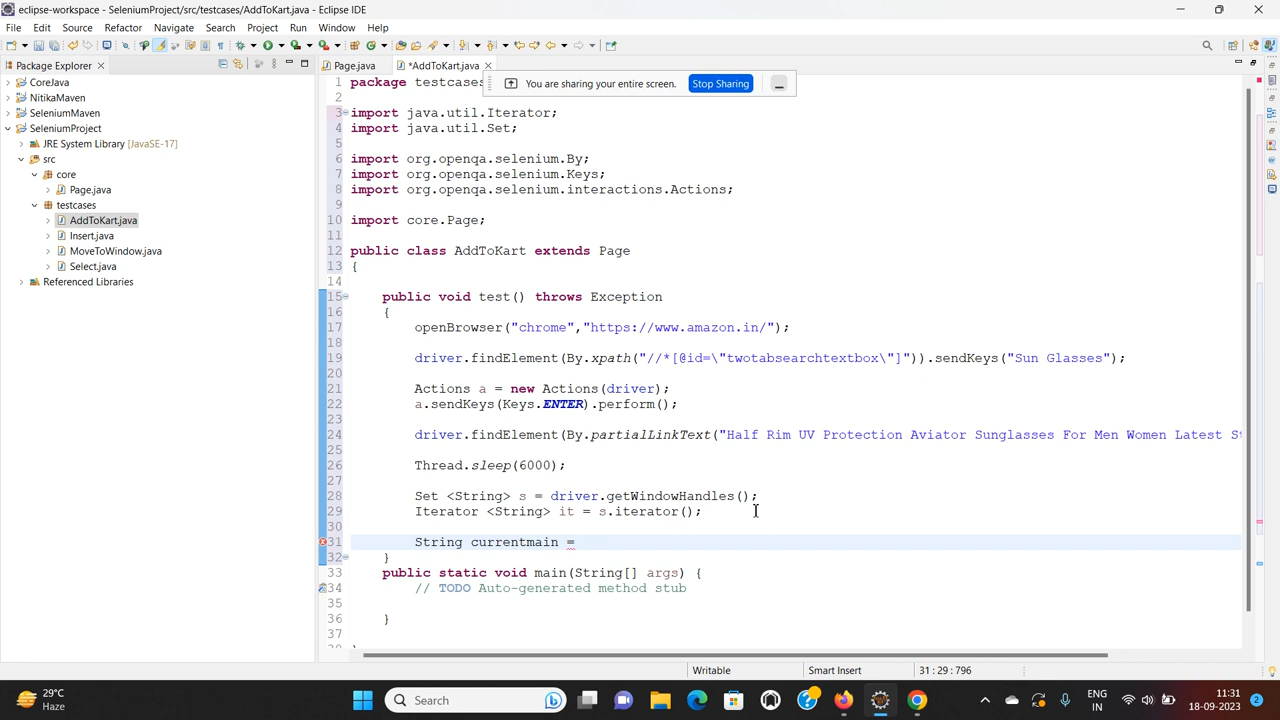 eclipse-workspace - SeleniumProject/src/testcases/AddToKart.java - Eclipse IDE
File Edit Source Refactor Navigate Search Project Run Window Help
Package Explorer
Page.java
*AddToKart.java
You are sharing your entire screen.
Stop Sharing
CoreJava
NitikaMaven
SeleniumMaven
SeleniumProject
JRE System Library [JavaSE-17]
src
core
Page.java
testcases
AddToKart.java
Insert.java
MoveToWindow.java
Select.java
Referenced Libraries
1 package testcases
2
3 import java.util.Iterator;
4 import java.util.Set;
5
6 import org.openqa.selenium.By;
7 import org.openqa.selenium.Keys;
8 import org.openqa.selenium.interactions.Actions;
9
10 import core.Page;
11
12 public class AddToKart extends Page
13 {
14
15 public void test() throws Exception
16 {
17 openBrowser("chrome","https://www.amazon.in/");
18
19 driver.findElement(By.xpath("//*[@id=\"twotabsearchtextbox\"]")).sendKeys("Sun Glasses");
20
21 Actions a = new Actions(driver);
22 a.sendKeys(Keys.ENTER).perform();
23
24 driver.findElement(By.partialLinkText("Half Rim UV Protection Aviator Sunglasses For Men Women Latest St
25
26 Thread.sleep(6000);
27
28 Set <String> s = driver.getWindowHandles();
29 Iterator <String> it = s.iterator();
30
31 String currentmain =
32 }
33 public static void main(String[] args) {
34 // TODO Auto-generated method stub
35
36 }
37
Writable Smart Insert 31 : 29 : 796
29°C
Haze
Search
ENG
IN
11:31
18-09-2023
2